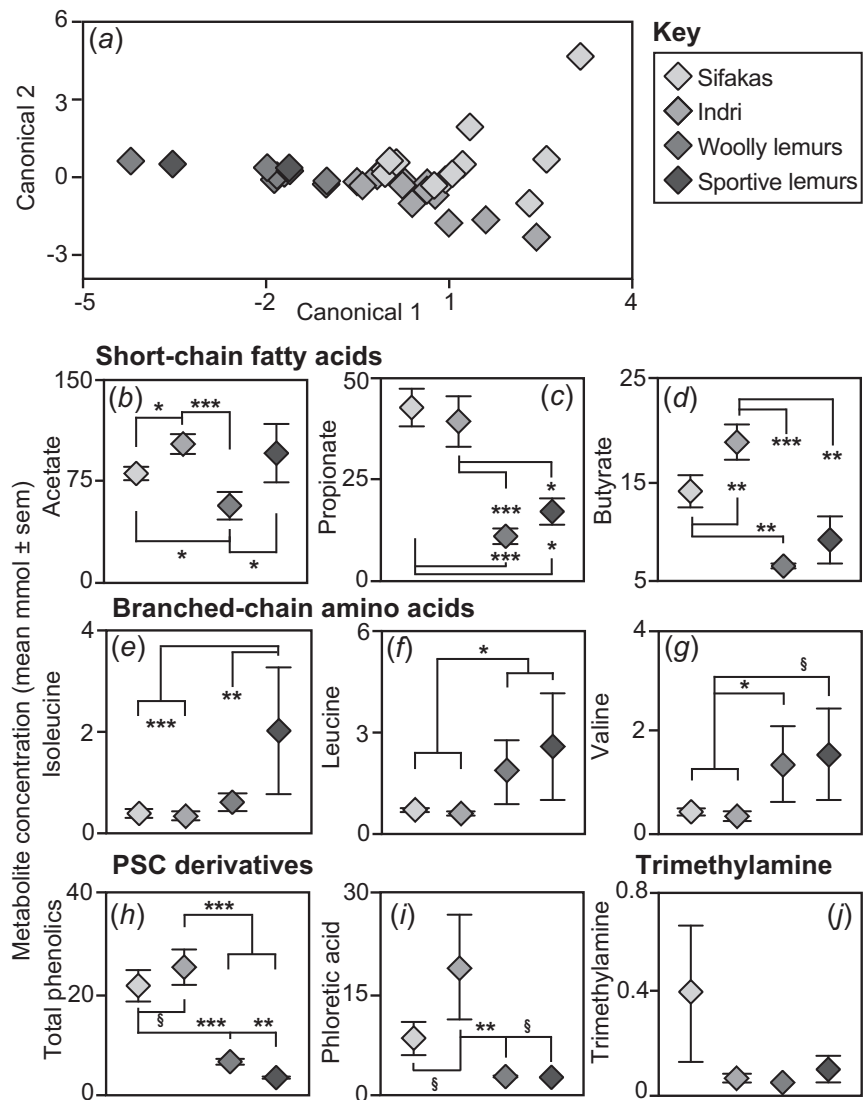 (a)
6
3
0
-3
Canonical 2
-5
-2
1
4
Canonical 1
Key
Sifakas
Indri
Woolly lemurs
Sportive lemurs
Metabolite concentration (mean mmol ± sem)
Short-chain fatty acids
(b)
150
75
0
Acetate
*
***
*
*
(c)
50
25
0
Propionate
***
*
***
*
(d)
25
15
5
Butyrate
***
**
**
**
Branched-chain amino acids
(e)
4
2
0
Isoleucine
***
**
(f)
6
3
0
Leucine
*
(g)
4
2
0
Valine
*
§
PSC derivatives
(h)
40
20
0
Total phenolics
***
§
***
**
(i)
30
15
0
Phloretic acid
**
§
§
Trimethylamine
(j)
0.8
0.4
0
Trimethylamine